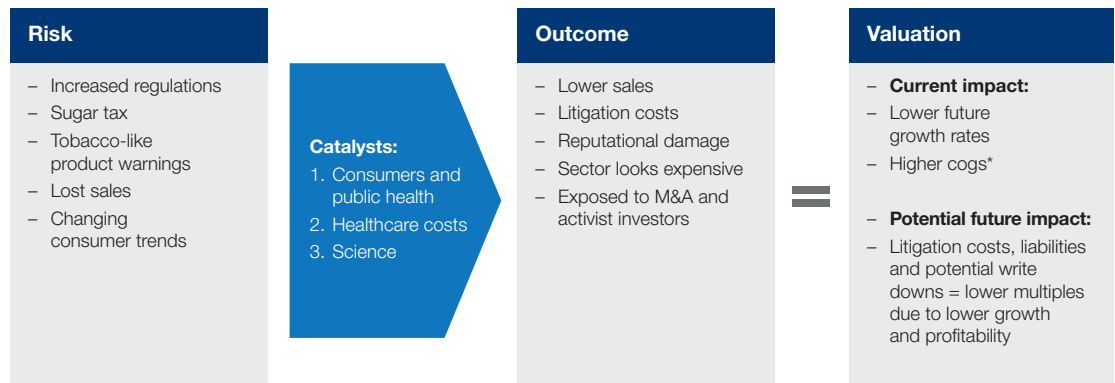 Risk
– Increased regulations
– Sugar tax
– Tobacco-like
product warnings
– Lost sales
– Changing
consumer trends
Catalysts:
1. Consumers and
public health
2. Healthcare costs
3. Science
Outcome
– Lower sales
– Litigation costs
– Reputational damage
– Sector looks expensive
– Exposed to M&A and
activist investors
=
Valuation
– Current impact:
– Lower future
growth rates
– Higher cogs*
– Potential future impact:
– Litigation costs, liabilities
and potential write
downs = lower multiples
due to lower growth
and profitability